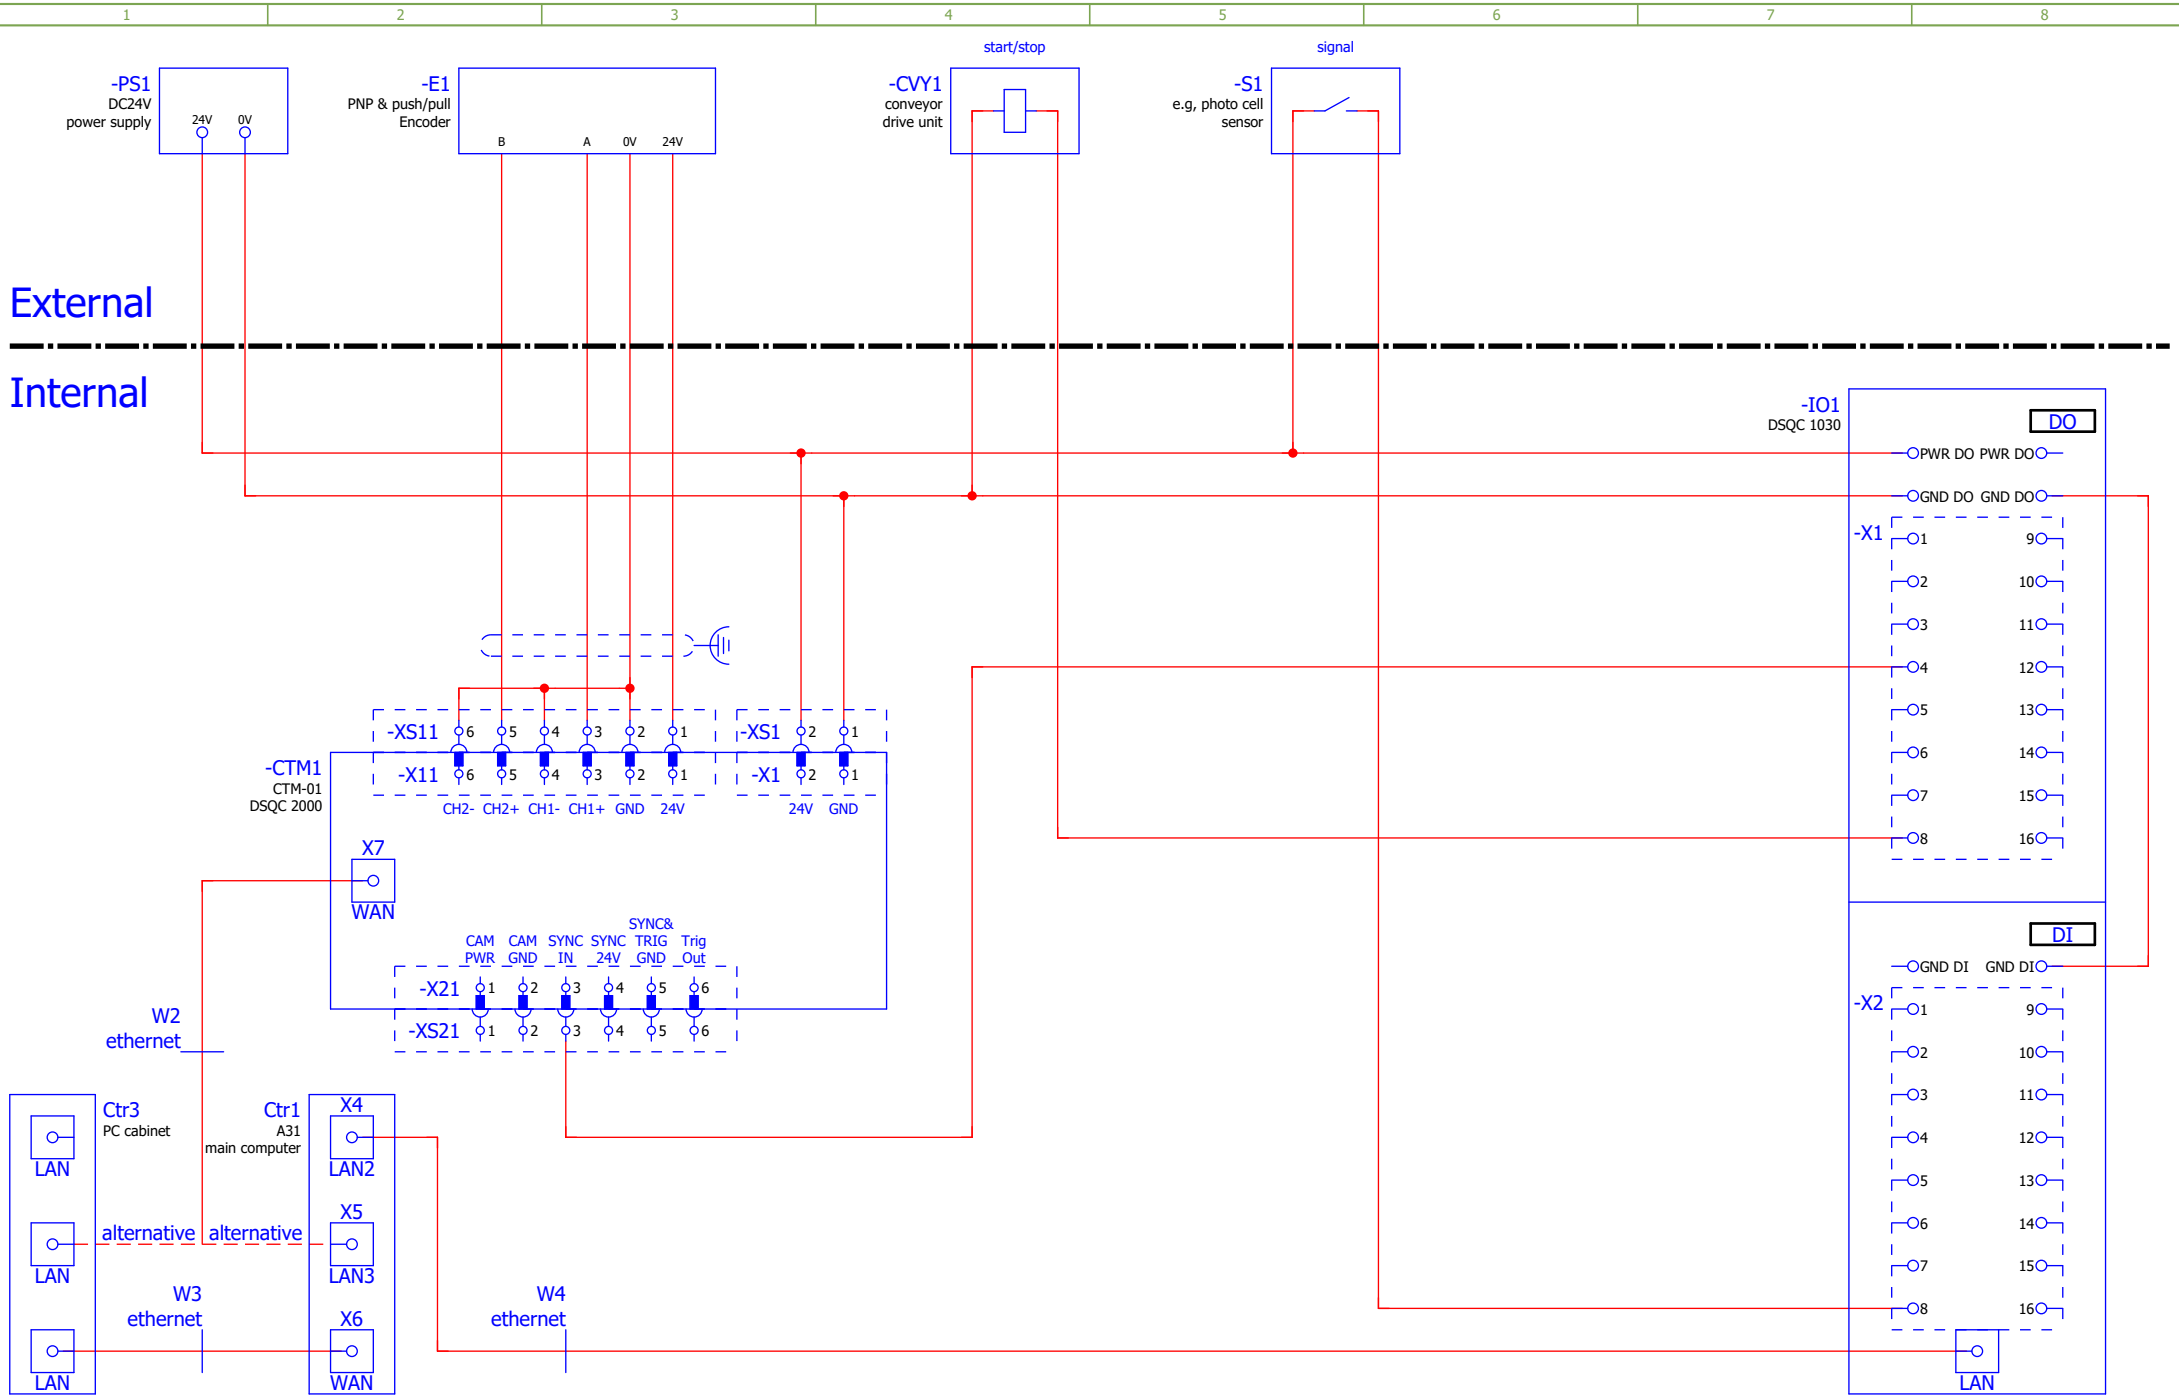 1 2 3 4 5 6 7 8
start/stop
signal
-PS1
DC24V
power supply
24V 0V
-E1
PNP & push/pull
Encoder
B A 0V 24V
-CVY1
conveyor
drive unit
-S1
e.g, photo cell
sensor
External
Internal
-IO1
DSQC 1030
DO
PWR DO PWR DO
GND DO GND DO
-X1
1 9
2 10
3 11
4 12
5 13
6 14
7 15
8 16
-XS11 6 5 4 3 2 1
-XS1 2 1
-CTM1
CTM-01
DSQC 2000
-X11 6 5 4 3 2 1
-X1 2 1
CH2- CH2+ CH1- CH1+ GND 24V
24V GND
X7
WAN
SYNC&
CAM CAM SYNC SYNC TRIG Trig
PWR GND IN 24V GND Out
-X21 1 2 3 4 5 6
-XS21 1 2 3 4 5 6
DI
GND DI GND DI
-X2
1 9
2 10
3 11
4 12
5 13
6 14
7 15
8 16
LAN
W2
ethernet
Ctr3
PC cabinet
LAN
LAN
LAN
Ctr1
A31
main computer
X4
LAN2
alternative alternative
X5
LAN3
W3
ethernet
X6
WAN
W4
ethernet